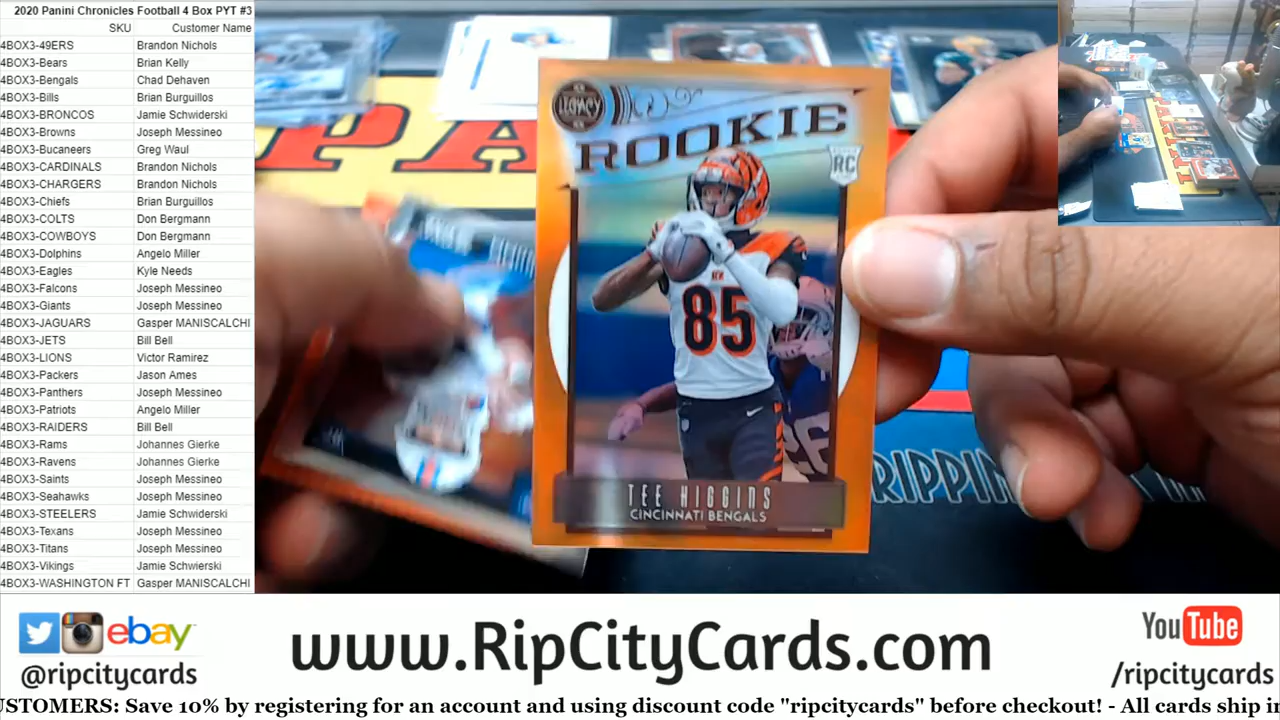 2020 Panini Chronicles Football 4 Box PYT #3
SKU Customer Name
4BOX3-49ERS Brandon Nichols
4BOX3-Bears Brian Kelly
4BOX3-Bengals Chad Dehaven
4BOX3-Bills Brian Burguillos
4BOX3-BRONCOS Jamie Schwiderski
4BOX3-Browns Joseph Messineo
4BOX3-Bucaneers Greg Waul
4BOX3-CARDINALS Brandon Nichols
4BOX3-CHARGERS Brandon Nichols
4BOX3-Chiefs Brian Burguillos
4BOX3-COLTS Don Bergmann
4BOX3-COWBOYS Don Bergmann
4BOX3-Dolphins Angelo Miller
4BOX3-Eagles Kyle Needs
4BOX3-Falcons Joseph Messineo
4BOX3-Giants Joseph Messineo
4BOX3-JAGUARS Gasper MANISCALCHI
4BOX3-JETS Bill Bell
4BOX3-LIONS Victor Ramirez
4BOX3-Packers Jason Ames
4BOX3-Panthers Joseph Messineo
4BOX3-Patriots Angelo Miller
4BOX3-RAIDERS Bill Bell
4BOX3-Rams Johannes Gierke
4BOX3-Ravens Johannes Gierke
4BOX3-Saints Joseph Messineo
4BOX3-Seahawks Joseph Messineo
4BOX3-STEELERS Jamie Schwiderski
4BOX3-Texans Joseph Messineo
4BOX3-Titans Joseph Messineo
4BOX3-Vikings Jamie Schwierski
4BOX3-WASHINGTON FT Gasper MANISCALCHI
LEGACY
ROOKIE
RC
85
26
TEE HIGGINS
CINCINNATI BENGALS
RIPPIN
ebay
@ripcitycards
www.RipCityCards.com
YouTube
/ripcitycards
USTOMERS: Save 10% by registering for an account and using discount code "ripcitycards" before checkout! - All cards ship in